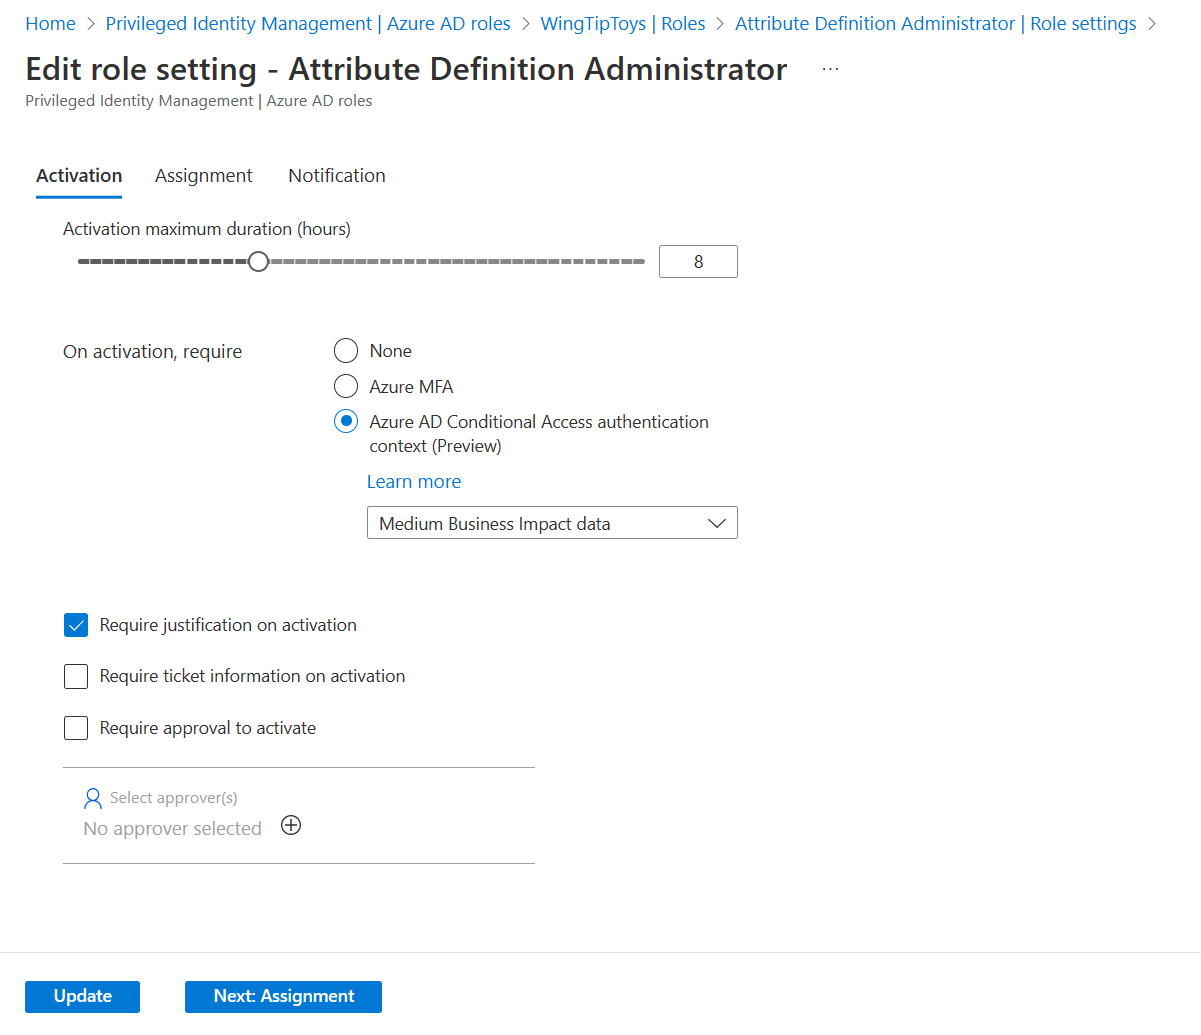 Home > Privileged Identity Management | Azure AD roles > WingTipToys | Roles > Attribute Definition Administrator | Role settings >
Edit role setting - Attribute Definition Administrator ...
Privileged Identity Management | Azure AD roles
Activation Assignment Notification
Activation maximum duration (hours)
8
On activation, require
None
Azure MFA
Azure AD Conditional Access authentication
context (Preview)
Learn more
Medium Business Impact data
Require justification on activation
Require ticket information on activation
Require approval to activate
Select approver(s)
No approver selected
Update Next: Assignment